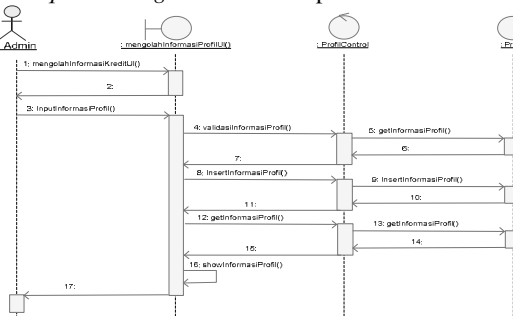 Admin
: mengolahInformasiProfilUI()
: ProfilControl
1; mengolahInformasiKreditUI()
2:
3: inputInformasiProfil()
4: validasiInformasiProfil()
5: getInformasiProfil()
6:
7:
8; InsertInformasiProfil()
9: InsertInformasiProfil()
10:
11:
12: getInformasiProfil()
13: getInformasiProfil()
14:
15:
16: showInformasiProfil()
17: